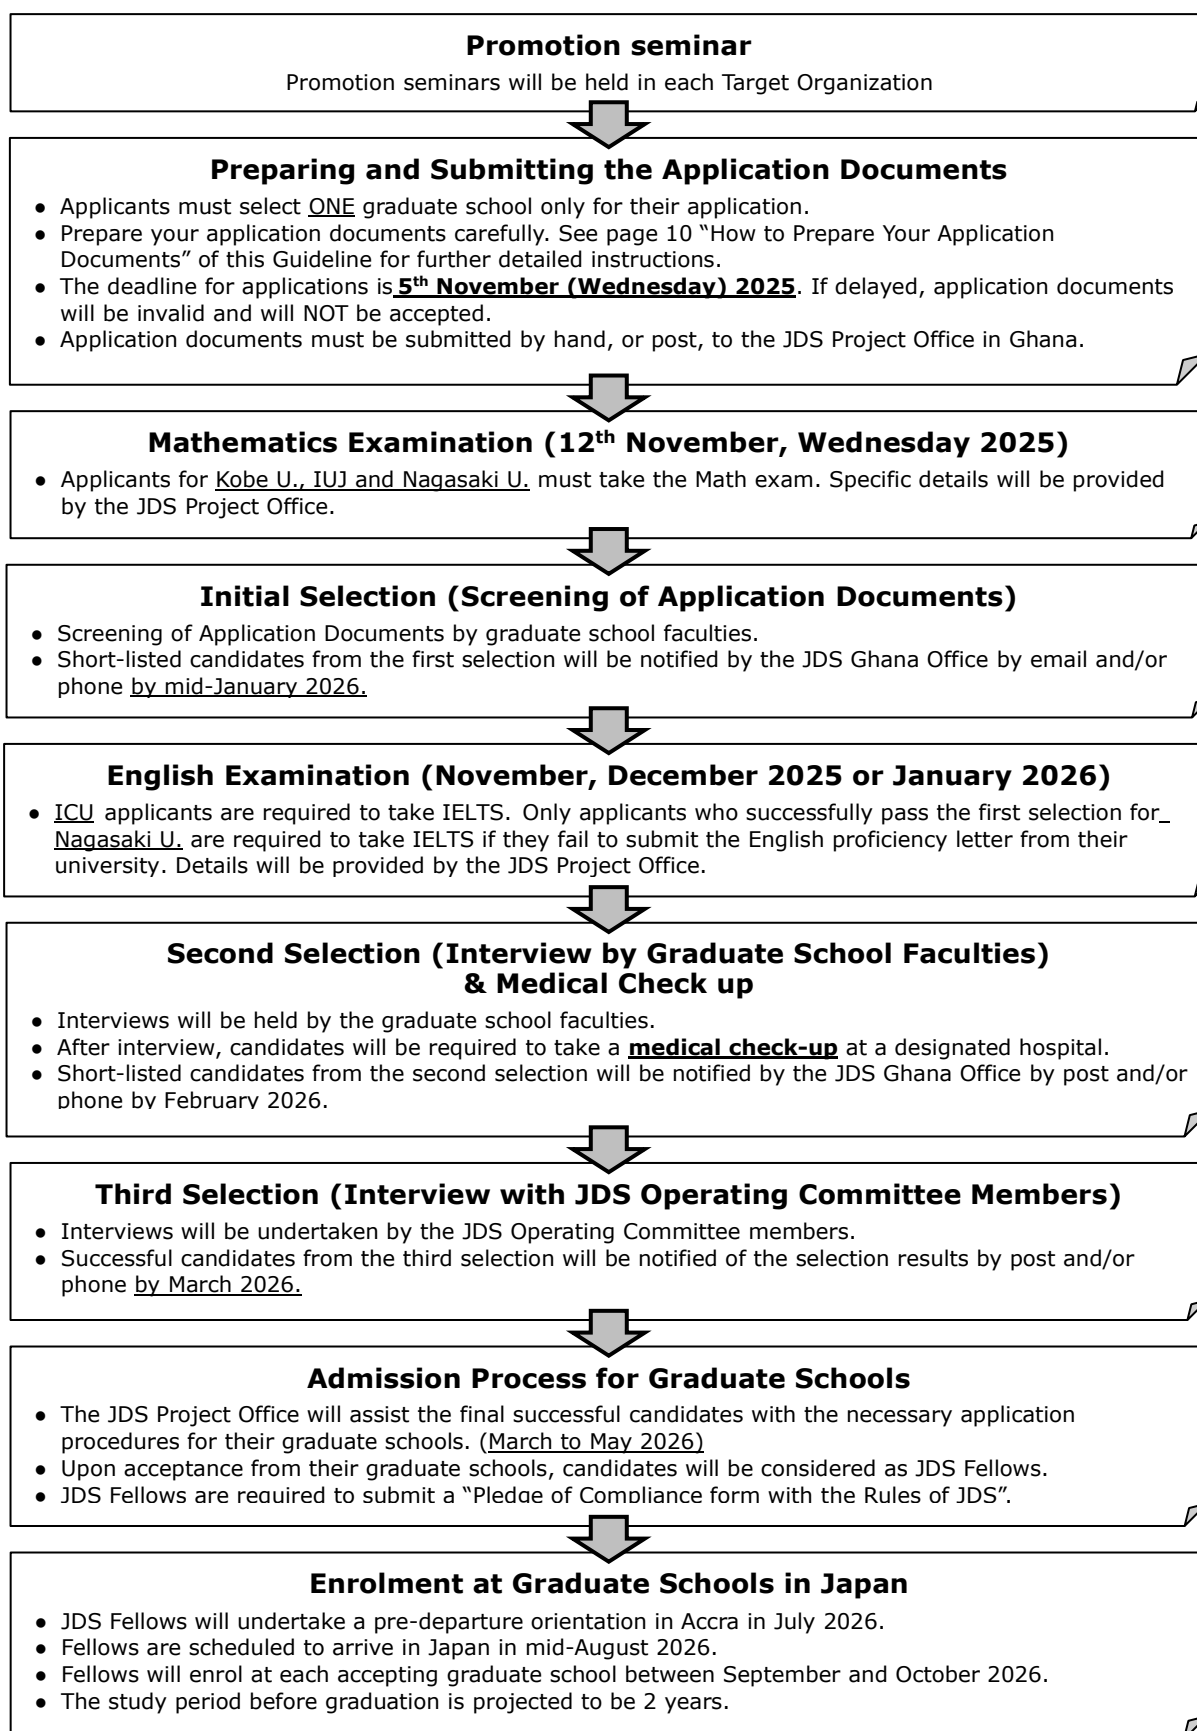 Promotion seminar
Promotion seminars will be held in each Target Organization
Preparing and Submitting the Application Documents
● Applicants must select ONE graduate school only for their application.
● Prepare your application documents carefully. See page 10 “How to Prepare Your Application
Documents” of this Guideline for further detailed instructions.
● The deadline for applications is 5th November (Wednesday) 2025. If delayed, application documents
will be invalid and will NOT be accepted.
● Application documents must be submitted by hand, or post, to the JDS Project Office in Ghana.
Mathematics Examination (12th November, Wednesday 2025)
● Applicants for Kobe U., IUJ and Nagasaki U. must take the Math exam. Specific details will be provided
by the JDS Project Office.
Initial Selection (Screening of Application Documents)
● Screening of Application Documents by graduate school faculties.
● Short-listed candidates from the first selection will be notified by the JDS Ghana Office by email and/or
phone by mid-January 2026.
English Examination (November, December 2025 or January 2026)
● ICU applicants are required to take IELTS. Only applicants who successfully pass the first selection for
Nagasaki U. are required to take IELTS if they fail to submit the English proficiency letter from their
university. Details will be provided by the JDS Project Office.
Second Selection (Interview by Graduate School Faculties)
& Medical Check up
● Interviews will be held by the graduate school faculties.
● After interview, candidates will be required to take a medical check-up at a designated hospital.
● Short-listed candidates from the second selection will be notified by the JDS Ghana Office by post and/or
phone by February 2026.
Third Selection (Interview with JDS Operating Committee Members)
● Interviews will be undertaken by the JDS Operating Committee members.
● Successful candidates from the third selection will be notified of the selection results by post and/or
phone by March 2026.
Admission Process for Graduate Schools
● The JDS Project Office will assist the final successful candidates with the necessary application
procedures for their graduate schools. (March to May 2026)
● Upon acceptance from their graduate schools, candidates will be considered as JDS Fellows.
● JDS Fellows are required to submit a “Pledge of Compliance form with the Rules of JDS”.
Enrolment at Graduate Schools in Japan
● JDS Fellows will undertake a pre-departure orientation in Accra in July 2026.
● Fellows are scheduled to arrive in Japan in mid-August 2026.
● Fellows will enrol at each accepting graduate school between September and October 2026.
● The study period before graduation is projected to be 2 years.